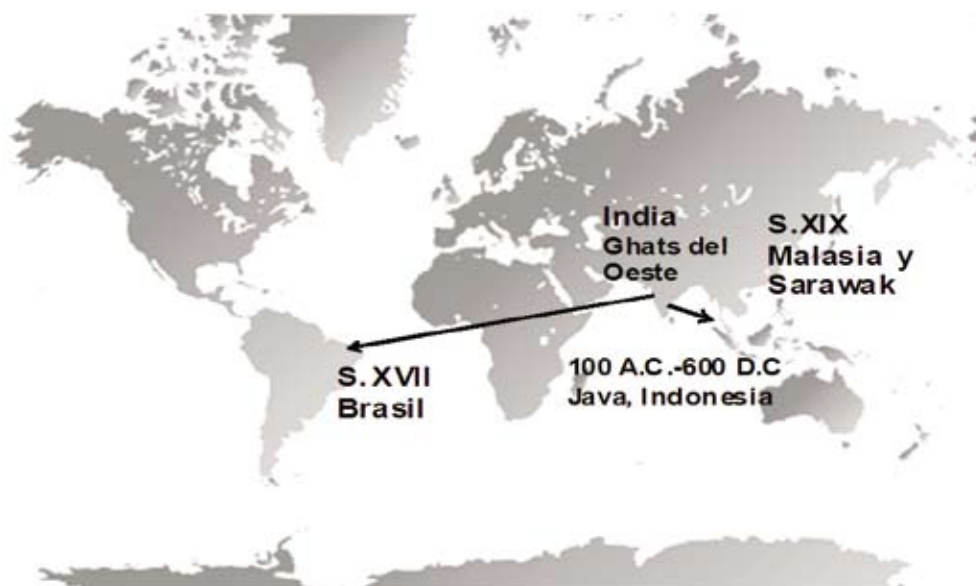 India
Ghats del
Oeste
S.XIX
Malasia y
Sarawak
100 A.C.-600 D.C
Java, Indonesia
S.XVII
Brasil